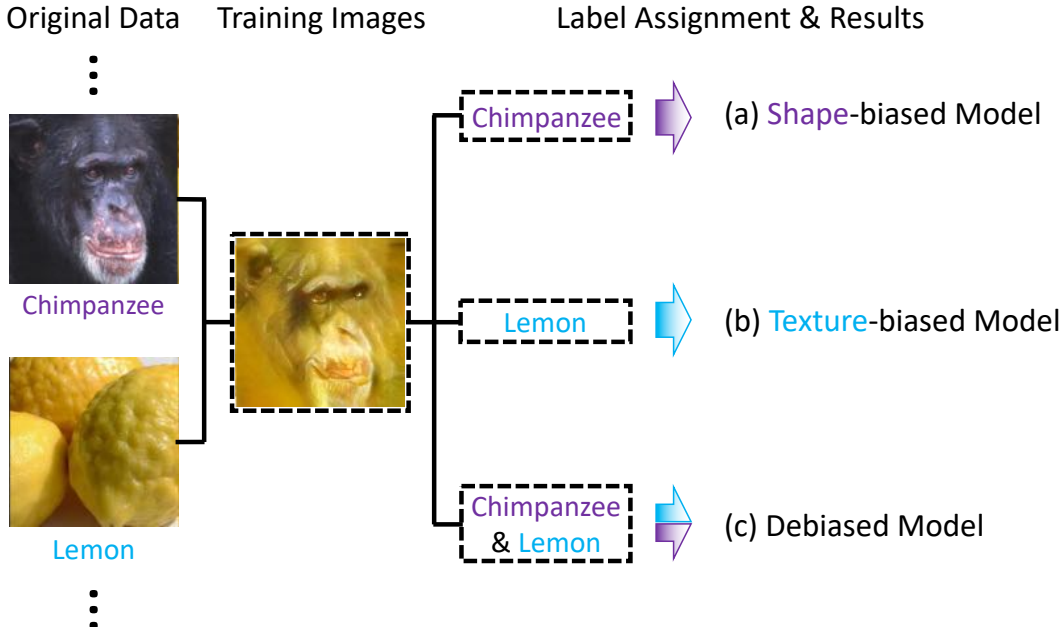 Original Data
Training Images
Label Assignment & Results
Chimpanzee
Lemon
Chimpanzee
(a) Shape-biased Model
Lemon
(b) Texture-biased Model
Chimpanzee
& Lemon
(c) Debiased Model